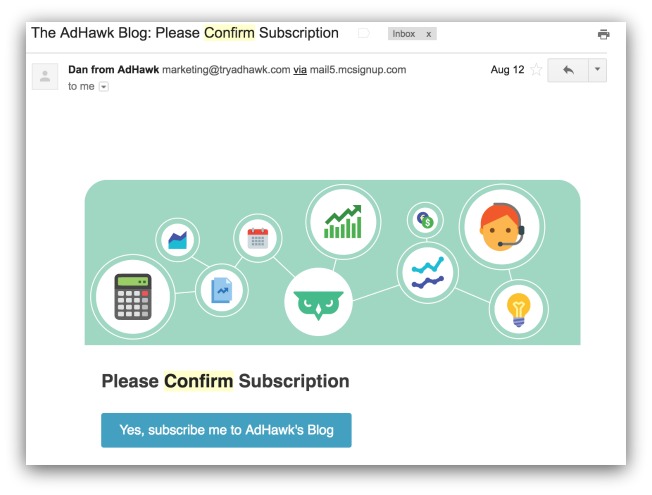 The AdHawk Blog: Please Confirm Subscription
Inbox x
Dan from AdHawk marketing@tryadhawk.com via mail5.mcsignup.com
Aug 12
to me
€ $
Please Confirm Subscription
Yes, subscribe me to AdHawk's Blog